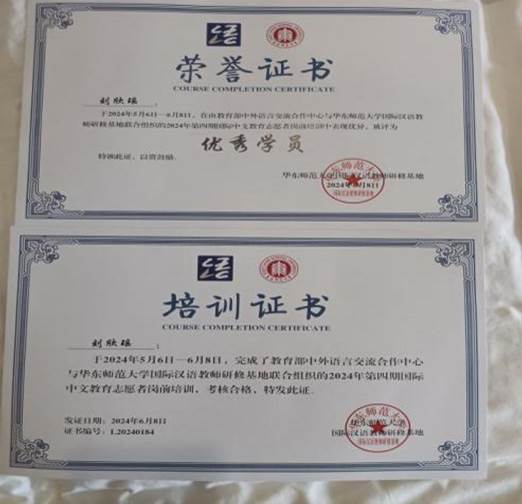 荣誉证书
COURSE COMPLETION CERTIFICATE
刘欣瑶：
于2024年5月6日—6月8日，在由教育部中外语言交流合作中心与华东师范大学国际汉语教
师研修基地联合组织的2024年第四期国际中文教育志愿者岗前培训中表现优异，被评为
优秀学员
特颁此证，以资鼓励。
华东师范大学国际汉语教师研修基地
2024年6月8日
培训证书
COURSE COMPLETION CERTIFICATE
刘欣瑶：
于2024年5月6日—6月8日，完成了教育部中外语言交流合作中心
与华东师范大学国际汉语教师研修基地联合组织的2024年第四期国际
中文教育志愿者岗前培训，考核合格，特发此证。
发证日期：2024年6月8日
证书编号：L20240184
华东师范大学
国际汉语教师研修基地